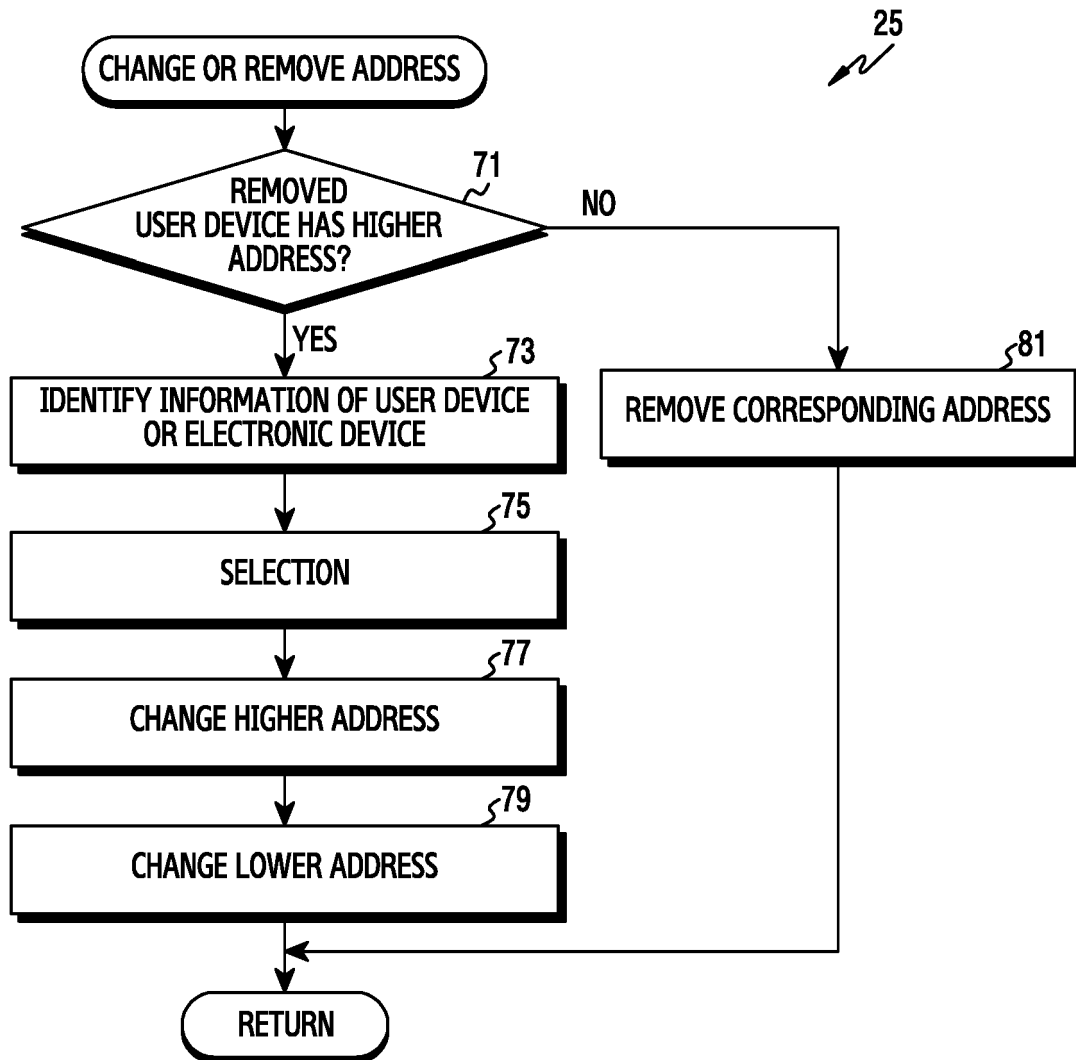 25
CHANGE OR REMOVE ADDRESS
71
REMOVED
USER DEVICE HAS HIGHER
ADDRESS?
NO
YES
73
IDENTIFY INFORMATION OF USER DEVICE
OR ELECTRONIC DEVICE
81
REMOVE CORRESPONDING ADDRESS
75
SELECTION
77
CHANGE HIGHER ADDRESS
79
CHANGE LOWER ADDRESS
RETURN